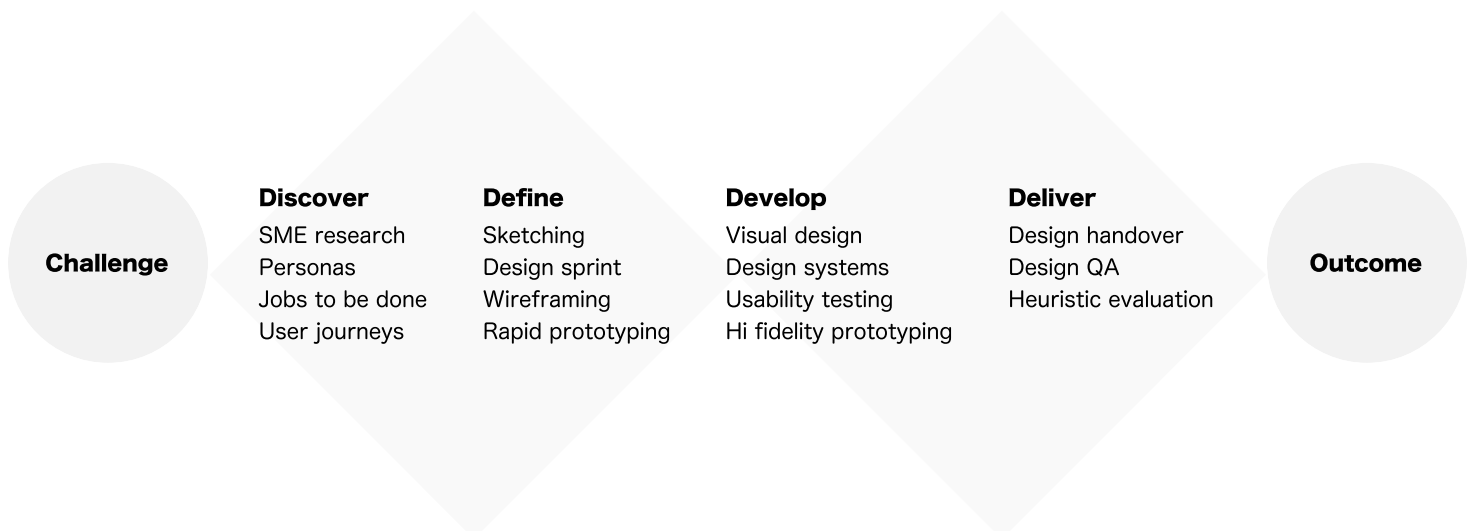 Challenge
Discover
SME research
Personas
Jobs to be done
User journeys
Define
Sketching
Design sprint
Wireframing
Rapid prototyping
Develop
Visual design
Design systems
Usability testing
Hi fidelity prototyping
Deliver
Design handover
Design QA
Heuristic evaluation
Outcome